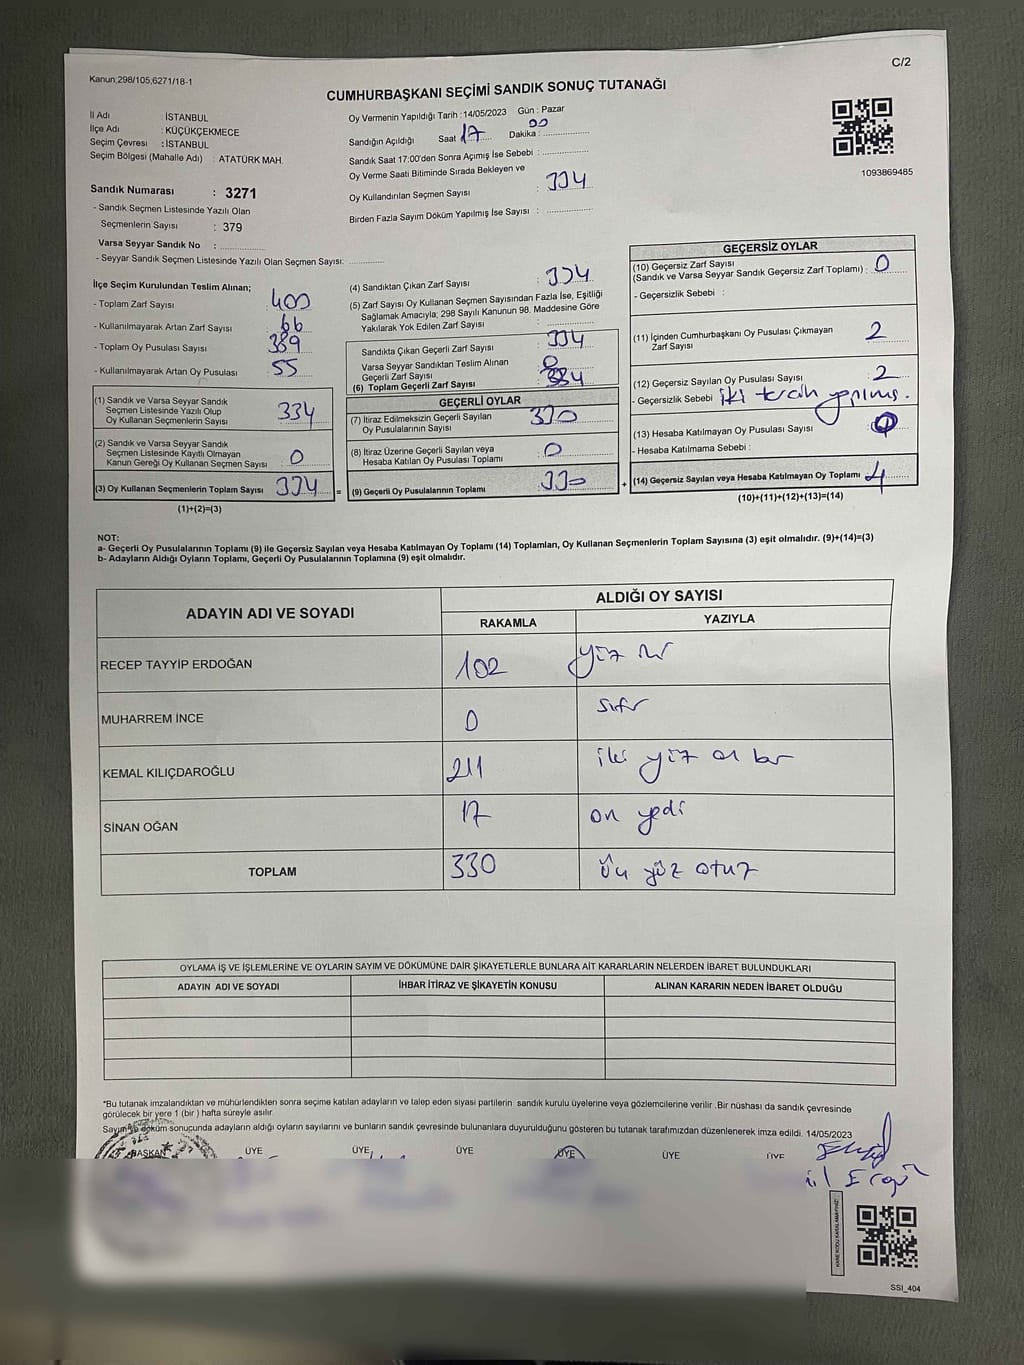 Kanun;298/105,6271/18-1
C/2
CUMHURBAŞKANI SEÇİMİ SANDIK SONUÇ TUTANAĞI
İl Adı : İSTANBUL
İlçe Adı : KÜÇÜKÇEKMECE
Seçim Çevresi : İSTANBUL
Seçim Bölgesi (Mahalle Adı) : ATATÜRK MAH.
Sandık Numarası : 3271
- Sandık Seçmen Listesinde Yazılı Olan
Seçmenlerin Sayısı : 379
Varsa Seyyar Sandık No :
- Seyyar Sandık Seçmen Listesinde Yazılı Olan Seçmen Sayısı:
Oy Vermenin Yapıldığı Tarih :14/05/2023 Gün : Pazar
Sandığın Açıldığı Saat 17 Dakika : 00
Sandık Saat 17:00'den Sonra Açımış İse Sebebi :
Oy Verme Saati Bitiminde Sırada Bekleyen ve
Oy Kullandırılan Seçmen Sayısı : 334
Birden Fazla Sayım Döküm Yapılmış İse Sayısı :
1093869485
İlçe Seçim Kurulundan Teslim Alınan;
- Toplam Zarf Sayısı : 400
- Kullanılmayarak Artan Zarf Sayısı : 66
- Toplam Oy Pusulası Sayısı : 389
- Kullanılmayarak Artan Oy Pusulası : 55
(1) Sandık ve Varsa Seyyar Sandık
Seçmen Listesinde Yazılı Olup
Oy Kullanan Seçmenlerin Sayısı : 334
(2) Sandık ve Varsa Seyyar Sandık
Seçmen Listesinde Kayıtlı Olmayan
Kanun Gereği Oy Kullanan Seçmen Sayısı : 0
(3) Oy Kullanan Seçmenlerin Toplam Sayısı : 334 =
(1)+(2)=(3)
(4) Sandıktan Çıkan Zarf Sayısı : 334
(5) Zarf Sayısı Oy Kullanan Seçmen Sayısından Fazla İse, Eşitliği
Sağlamak Amacıyla; 298 Sayılı Kanunun 98. Maddesine Göre
Yakılarak Yok Edilen Zarf Sayısı :
Sandıkta Çıkan Geçerli Zarf Sayısı : 334
Varsa Seyyar Sandıktan Teslim Alınan
Geçerli Zarf Sayısı : 0
(6) Toplam Geçerli Zarf Sayısı : 334
GEÇERLİ OYLAR
(7) İtiraz Edilmeksizin Geçerli Sayılan
Oy Pusulalarının Sayısı : 330
(8) İtiraz Üzerine Geçerli Sayılan veya
Hesaba Katılan Oy Pusulası Toplamı : 0
(9) Geçerli Oy Pusulalarının Toplamı : 330 +
GEÇERSİZ OYLAR
(10) Geçersiz Zarf Sayısı
(Sandık ve Varsa Seyyar Sandık Geçersiz Zarf Toplamı) : 0
- Geçersizlik Sebebi :
(11) İçinden Cumhurbaşkanı Oy Pusulası Çıkmayan
Zarf Sayısı : 2
(12) Geçersiz Sayılan Oy Pusulası Sayısı : 2
- Geçersizlik Sebebi : iki tercih yapılmış.
(13) Hesaba Katılmayan Oy Pusulası Sayısı : 0
- Hesaba Katılmama Sebebi :
(14) Geçersiz Sayılan veya Hesaba Katılmayan Oy Toplamı : 4
(10)+(11)+(12)+(13)=(14)
NOT:
a- Geçerli Oy Pusulalarının Toplamı (9) ile Geçersiz Sayılan veya Hesaba Katılmayan Oy Toplamı (14) Toplamları, Oy Kullanan Seçmenlerin Toplam Sayısına (3) eşit olmalıdır. (9)+(14)=(3)
b- Adayların Aldığı Oyların Toplamı, Geçerli Oy Pusulalarının Toplamına (9) eşit olmalıdır.
ADAYIN ADI VE SOYADI
ALDIĞI OY SAYISI
RAKAMLA YAZIYLA
RECEP TAYYİP ERDOĞAN 102 yüz iki
MUHARREM İNCE 0 sıfır
KEMAL KILIÇDAROĞLU 211 iki yüz on bir
SİNAN OĞAN 17 on yedi
TOPLAM 330 üç yüz otuz
OYLAMA İŞ VE İŞLEMLERİNE VE OYLARIN SAYIM VE DÖKÜMÜNE DAİR ŞİKAYETLERLE BUNLARA AİT KARARLARIN NELERDEN İBARET BULUNDUKLARI
ADAYIN ADI VE SOYADI İHBAR İTİRAZ VE ŞİKAYETİN KONUSU ALINAN KARARIN NEDEN İBARET OLDUĞU
*Bu tutanak imzalandıktan ve mühürlendikten sonra seçime katılan adayların ve talep eden siyasi partilerin sandık kurulu üyelerine veya gözlemcilerine verilir .Bir nüshası da sandık çevresinde
görülecek bir yere 1 (bir ) hafta süreyle asılır.
Sayım ve döküm sonucunda adayların aldığı oyların sayılarını ve bunların sandık çevresinde bulunanlara duyurulduğunu gösteren bu tutanak tarafımızdan düzenlenerek imza edildi. 14/05/2023
BAŞKAN ÜYE ÜYE ÜYE ÜYE ÜYE ÜYE
SSI_404